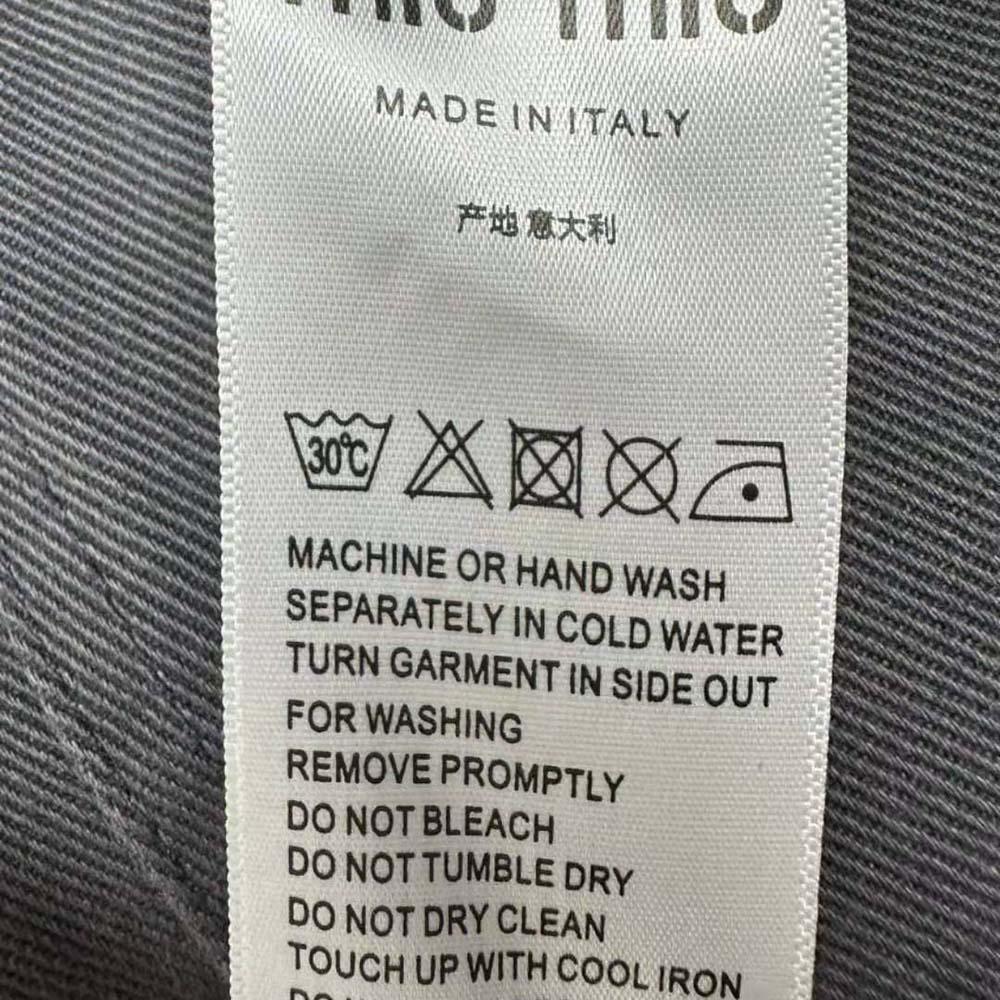 miu miu
MADE IN ITALY
产地 意大利
30℃
MACHINE OR HAND WASH
SEPARATELY IN COLD WATER
TURN GARMENT IN SIDE OUT
FOR WASHING
REMOVE PROMPTLY
DO NOT BLEACH
DO NOT TUMBLE DRY
DO NOT DRY CLEAN
TOUCH UP WITH COOL IRON